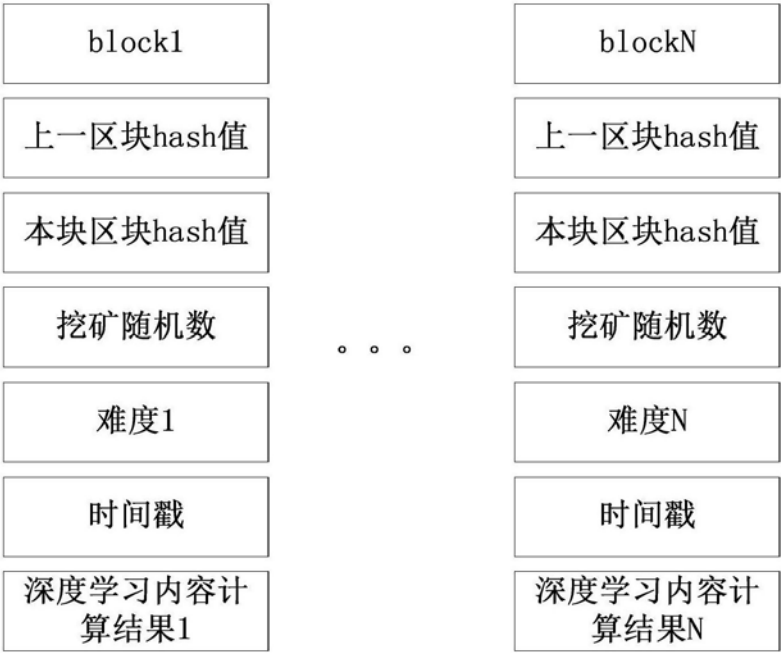 block1
上一区块hash值
本块区块hash值
挖矿随机数
难度1
时间戳
深度学习内容计
算结果1
。。。
blockN
上一区块hash值
本块区块hash值
挖矿随机数
难度N
时间戳
深度学习内容计
算结果N